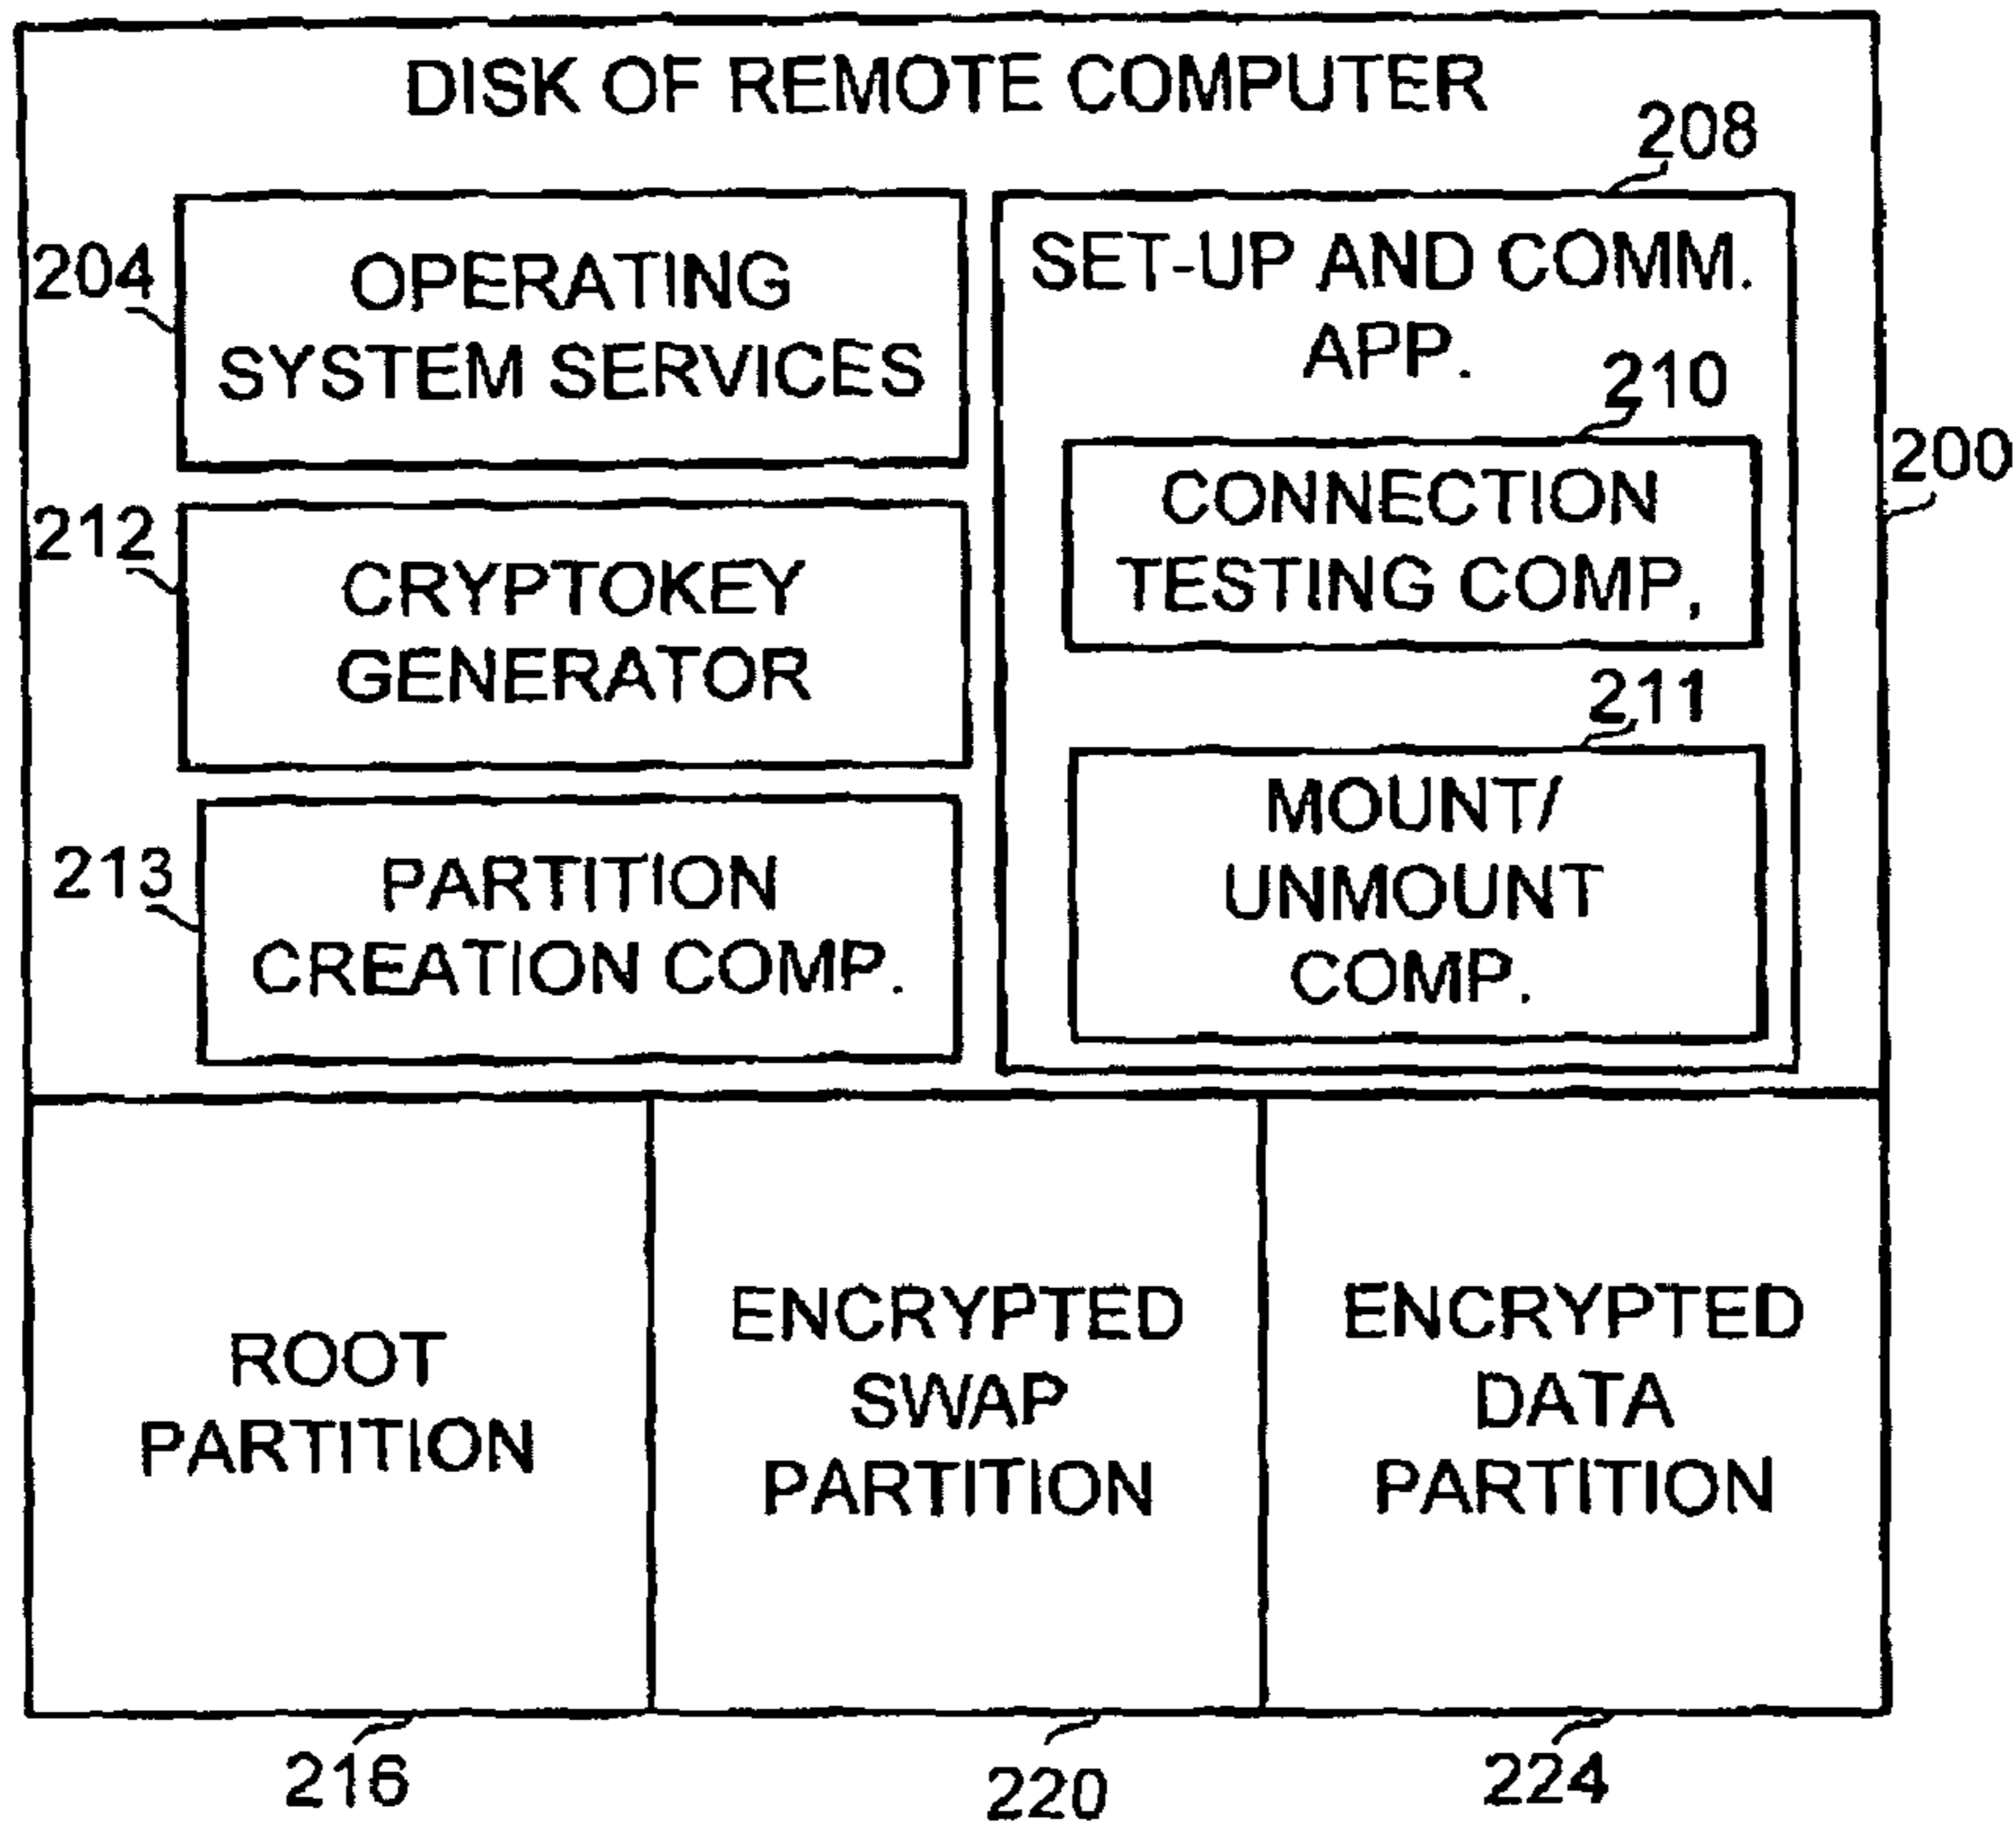 DISK OF REMOTE COMPUTER
208
204
OPERATING
SYSTEM SERVICES
SET-UP AND COMM.
APP.
210
CONNECTION
TESTING COMP.
200
212
CRYPTOKEY
GENERATOR
211
MOUNT/
UNMOUNT
COMP.
213
PARTITION
CREATION COMP.
ROOT
PARTITION
ENCRYPTED
SWAP
PARTITION
ENCRYPTED
DATA
PARTITION
216
220
224